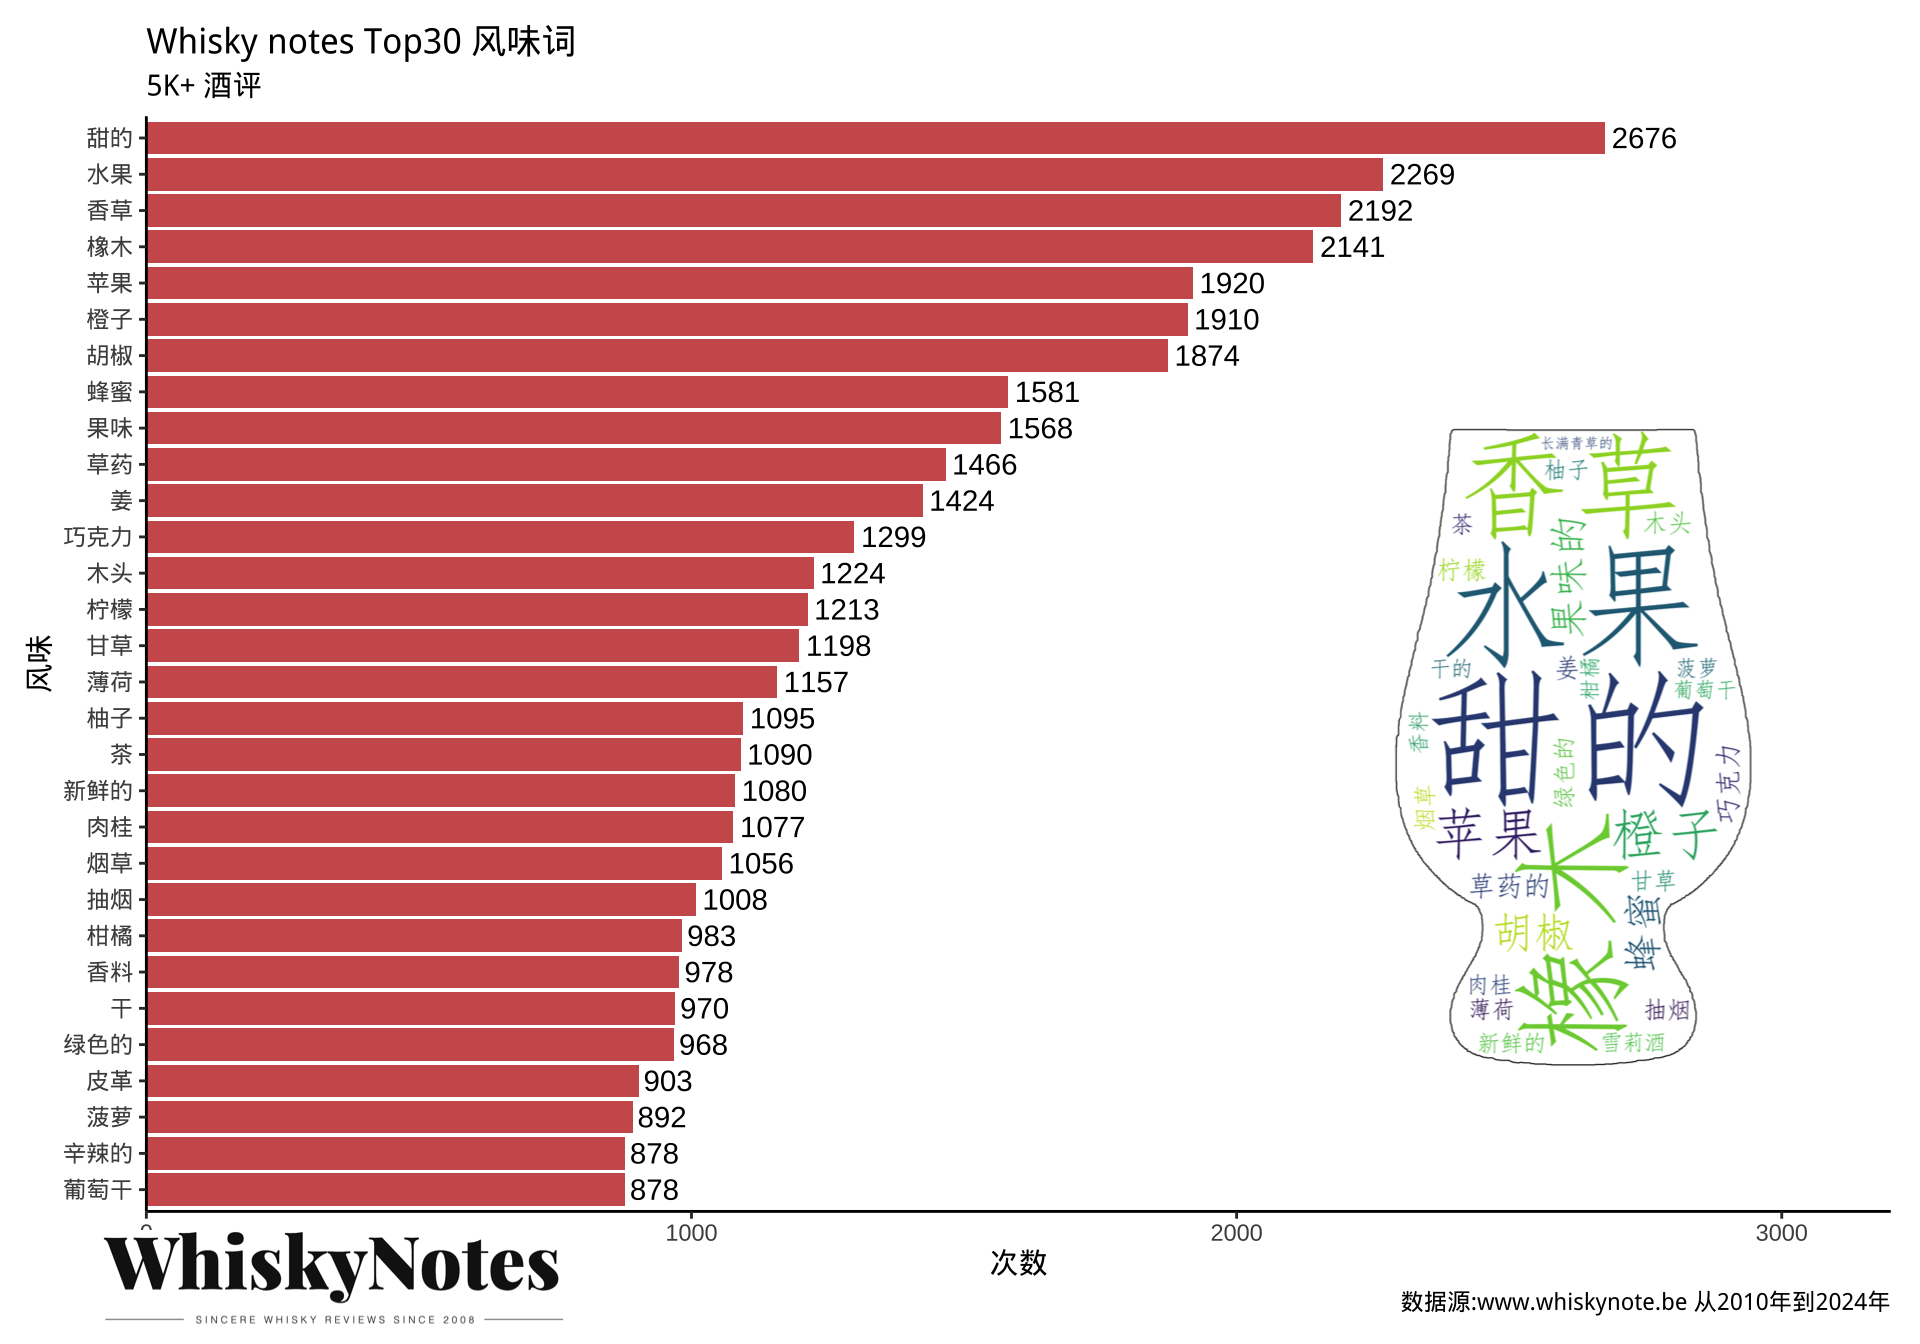 Whisky notes Top30 风味词
5K+ 酒评
风味
甜的 2676
水果 2269
香草 2192
橡木 2141
苹果 1920
橙子 1910
胡椒 1874
蜂蜜 1581
果味 1568
草药 1466
姜 1424
巧克力 1299
木头 1224
柠檬 1213
甘草 1198
薄荷 1157
柚子 1095
茶 1090
新鲜的 1080
肉桂 1077
烟草 1056
抽烟 1008
柑橘 983
香料 978
干 970
绿色的 968
皮革 903
菠萝 892
辛辣的 878
葡萄干 878
0 1000 2000 3000
次数
香草
长满青草的
柚子
茶
木头
果味的
柠檬
水果
干的
姜
柑橘
菠萝
葡萄干
香料
甜的
绿色的
巧克力
烟草
苹果
橙子
橡木
草药的
甘草
胡椒
蜂蜜
肉桂
薄荷
抽烟
新鲜的
雪莉酒
WhiskyNotes
SINCERE WHISKY REVIEWS SINCE 2008
数据源:www.whiskynote.be 从2010年到2024年